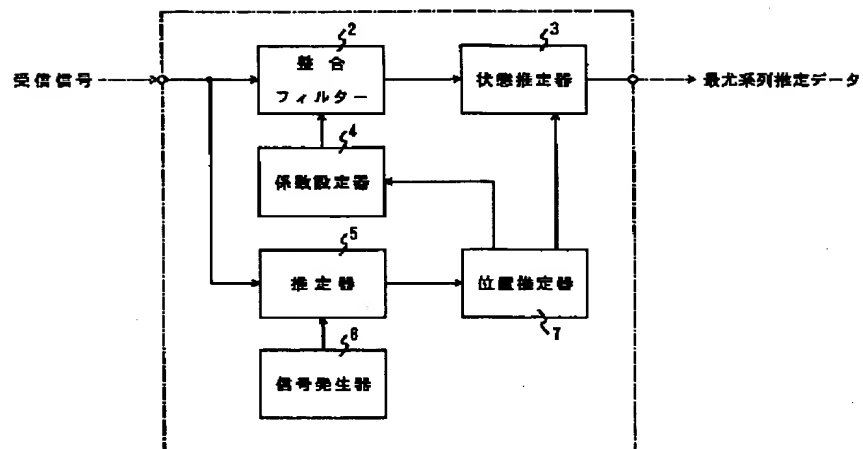 2
3
整合
フィルター
状態推定器
受信信号
最尤系列推定データ
4
係数設定器
5
推定器
位置推定器
7
6
信号発生器